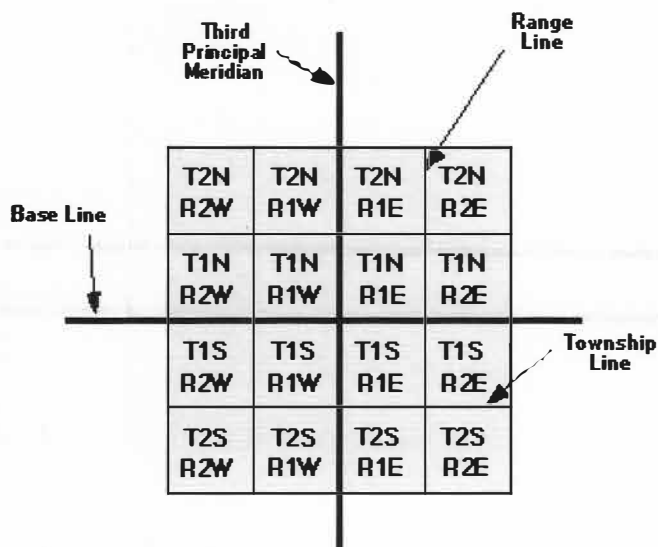 Third
Principal
Meridian
Range
Line
T2N T2N T2N T2N
R2W R1W R1E R2E
Base Line
T1N T1N T1N T1N
R2W R1W R1E R2E
T1S T1S T1S T1S
R2W R1W R1E R2E
Township
Line
T2S T2S T2S T2S
R2W R1W R1E R2E